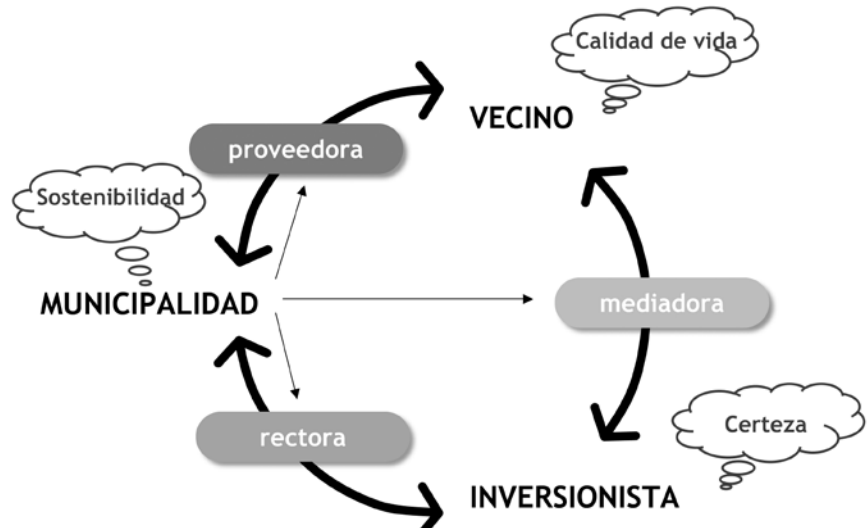 Calidad de vida
VECINO
proveedora
Sostenibilidad
MUNICIPALIDAD
mediadora
rectora
Certeza
INVERSIONISTA